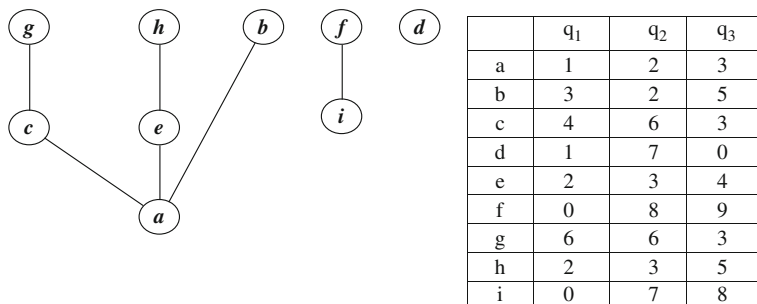 g h b f d
c e i
a
q1 q2 q3
a 1 2 3
b 3 2 5
c 4 6 3
d 1 7 0
e 2 3 4
f 0 8 9
g 6 6 3
h 2 3 5
i 0 7 8